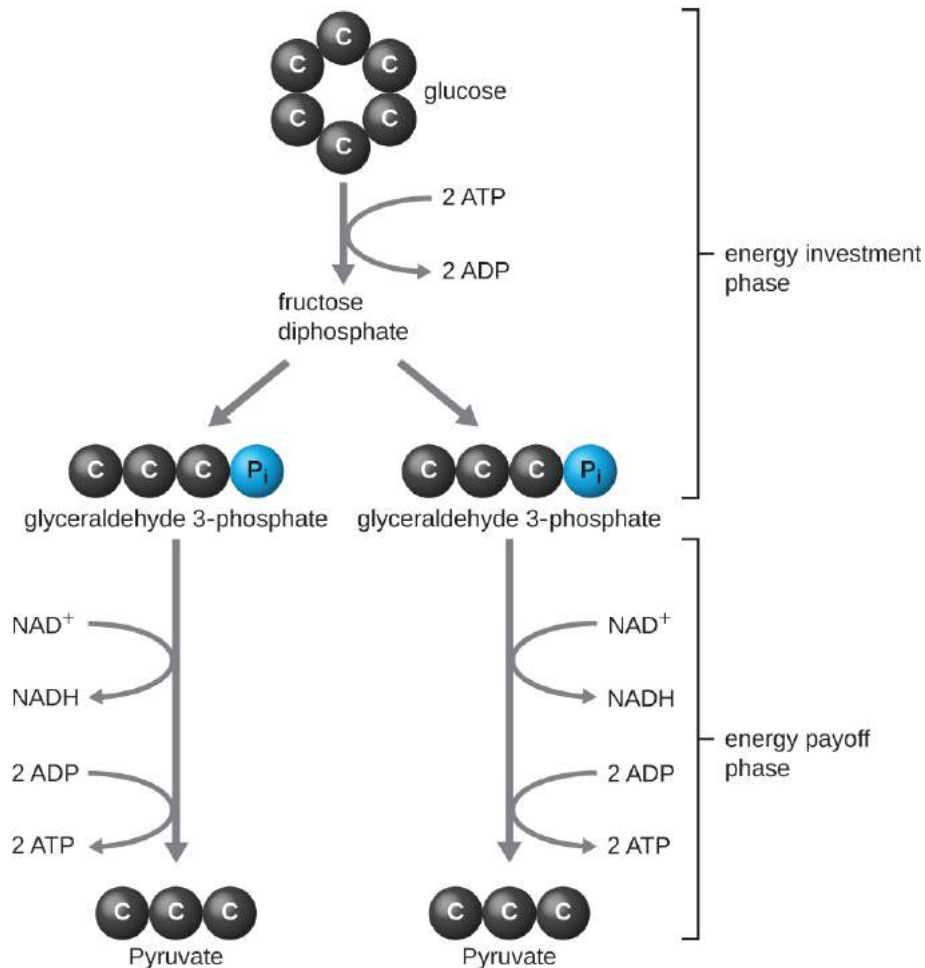 C
C
C
C
C
C
glucose
2 ATP
2 ADP
energy investment
phase
fructose
diphosphate
C C C Pi
C C C Pi
glyceraldehyde 3-phosphate
glyceraldehyde 3-phosphate
NAD+
NADH
2 ADP
2 ATP
NAD+
NADH
2 ADP
2 ATP
energy payoff
phase
C C C
Pyruvate
C C C
Pyruvate